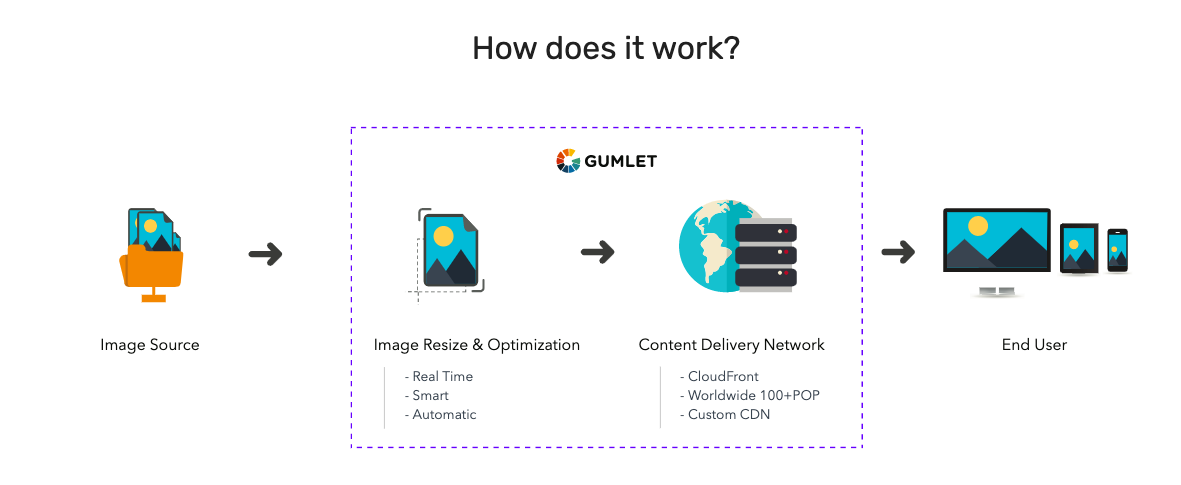 How does it work?
GUMLET
Image Source
Image Resize & Optimization
- Real Time
- Smart
- Automatic
Content Delivery Network
- CloudFront
- Worldwide 100+POP
- Custom CDN
End User